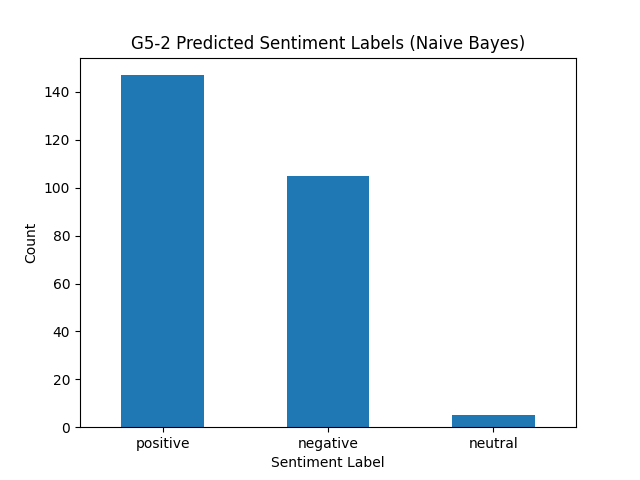 G5-2 Predicted Sentiment Labels (Naive Bayes)
140
120
100
80
60
40
20
0
Count
positive negative neutral
Sentiment Label